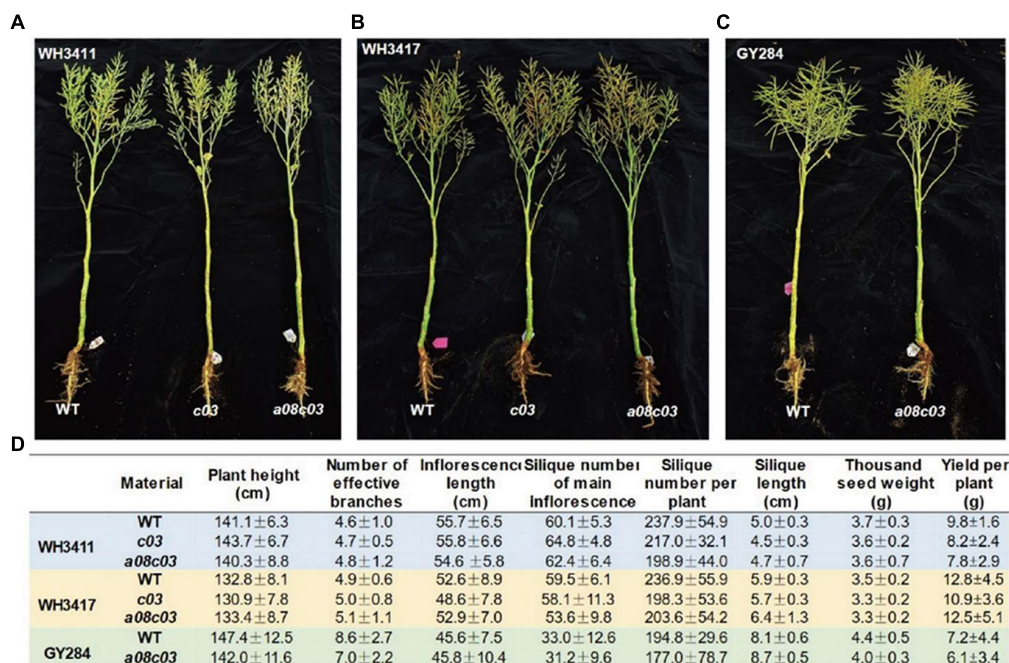 A
B
C
WH3411
WH3417
GY284
WT
c03
a08c03
WT
c03
a08c03
WT
a08c03
D
Material Plant height (cm) Number of effective branches Inflorescenc length (cm) Silique number of main Inflorescence Silique number per plant Silique length (cm) Thousand seed weight (g) Yield per plant (g)
WH3411
WT 141.1±6.3 4.6±1.0 55.7±6.5 60.1±5.3 237.9±54.9 5.0±0.3 3.7±0.3 9.8±1.6
c03 143.7±6.7 4.7±0.5 55.8±6.6 64.8±4.8 217.0±32.1 4.5±0.3 3.6±0.2 8.2±2.4
a08c03 140.3±8.8 4.8±1.2 54.6 ±5.8 62.4±6.4 198.9±44.0 4.7±0.7 3.6±0.7 7.8±2.9
WH3417
WT 132.8±8.1 4.9±0.6 52.6±8.9 59.5±6.1 236.9±55.9 5.9±0.3 3.5±0.2 12.8±4.5
c03 130.9±7.8 5.0±0.8 48.6±7.8 58.1±11.3 198.3±53.6 5.7±0.3 3.3±0.2 10.9±3.6
a08c03 133.4±8.7 5.1±1.1 52.9±7.0 53.6±9.8 203.6±54.2 6.4±1.3 3.3±0.2 12.5±5.1
GY284
WT 147.4±12.5 8.6±2.7 45.6±7.5 33.0±12.6 194.8±29.6 8.1±0.6 4.4±0.5 7.2±4.4
a08c03 142.0±11.6 7.0±2.2 45.8±10.4 31.2±9.6 177.0±78.7 8.7±0.5 4.0±0.3 6.1±3.4